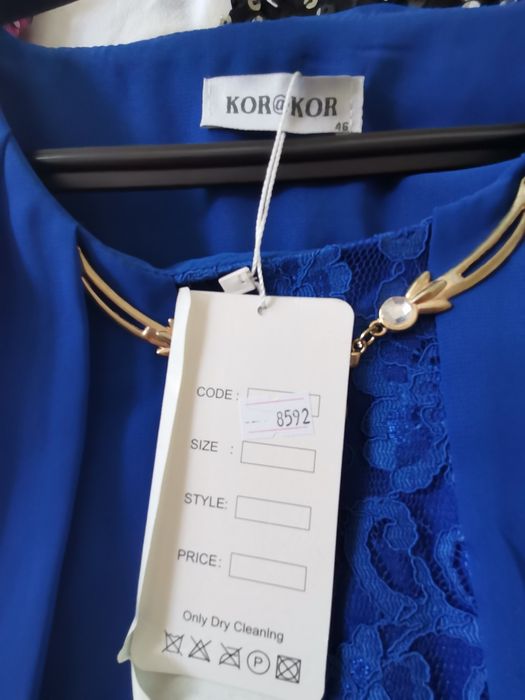 KOR@KOR
46
CODE:
8592
SIZE :
STYLE:
PRICE:
Only Dry Cleaning
P